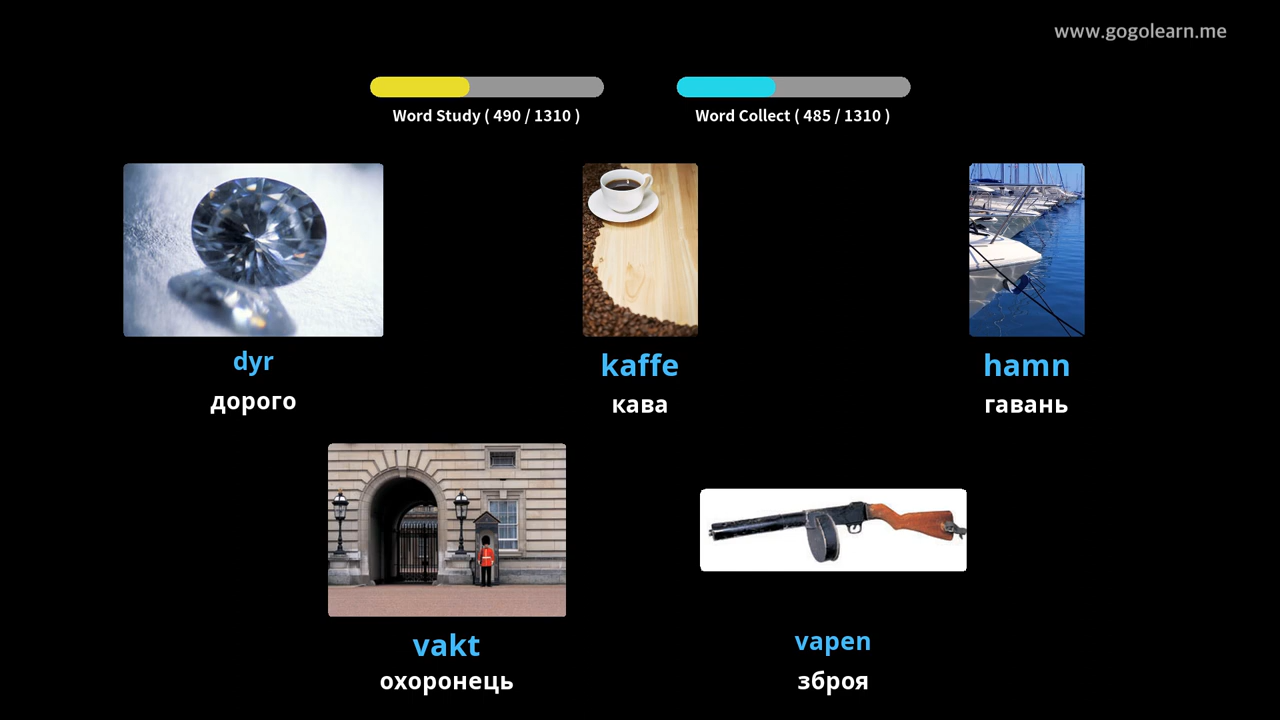 www.gogolearn.me
Word Study ( 490 / 1310 )
Word Collect ( 485 / 1310 )
dyr
дорого
kaffe
кава
hamn
гавань
vakt
охоронець
vapen
зброя